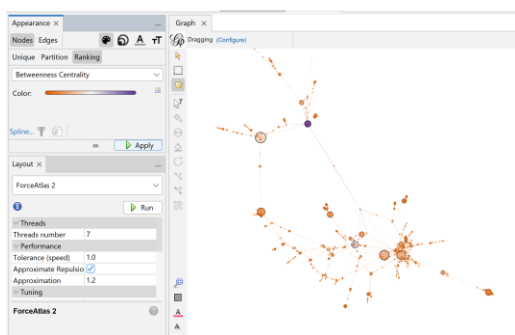 Appearance ×
Nodes Edges
Unique Partition Ranking
Betweenness Centrality
Color:
Spline...
= Apply
Layout ×
ForceAtlas 2
Run
Threads
Threads number 7
Performance
Tolerance (speed) 1.0
Approximate Repulsio
Approximation 1.2
Tuning
ForceAtlas 2
Graph ×
Dragging (Configure)